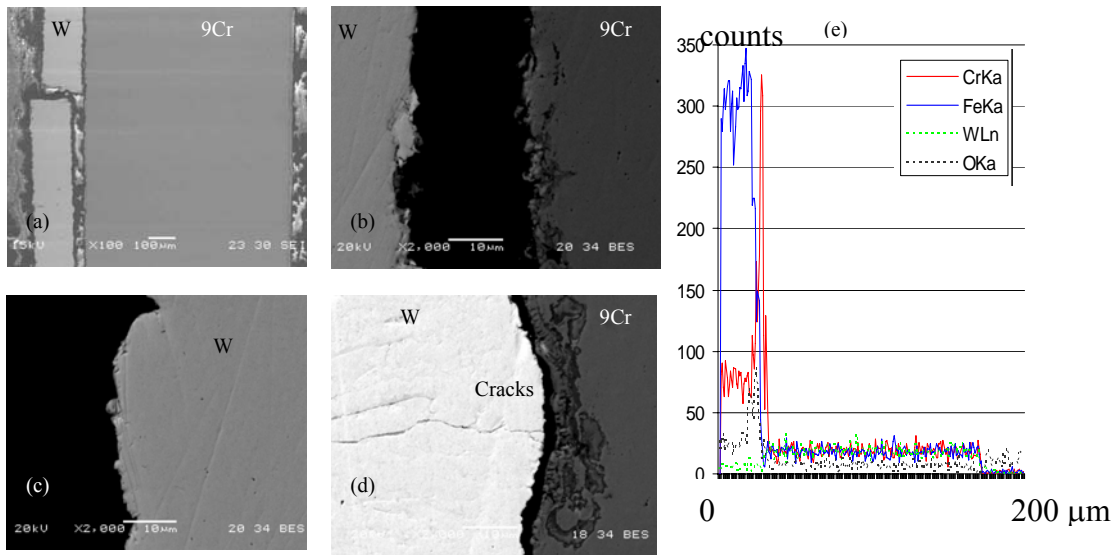 W
9Cr
(a)
15kV X100 100µm 23 30 SEI
W
9Cr
(b)
20kV X2,000 10µm 20 34 BES
W
(c)
20kV X2,000 10µm 20 34 BES
W
9Cr
Cracks
(d)
18 34 BES
counts
(e)
350
300
250
200
150
100
50
0
CrKa
FeKa
WLn
OKa
0
200 µm